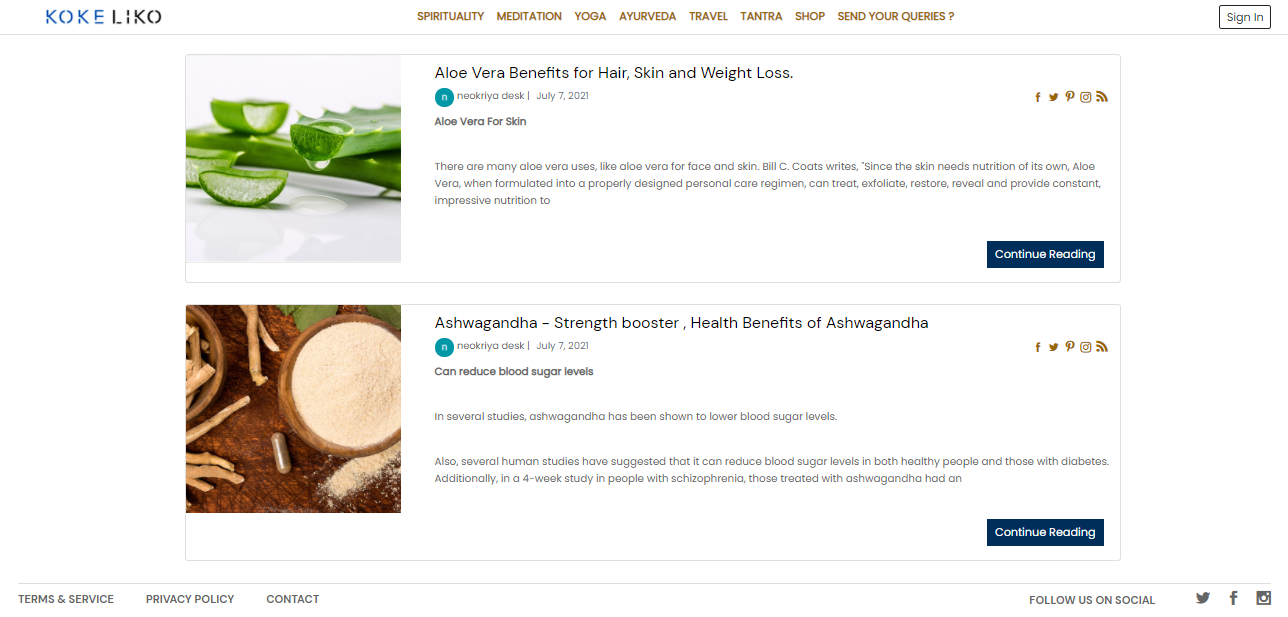 KOKE LIKO
SPIRITUALITY MEDITATION YOGA AYURVEDA TRAVEL TANTRA SHOP SEND YOUR QUERIES ?
Sign In
Aloe Vera Benefits for Hair, Skin and Weight Loss.
n neokriya desk | July 7, 2021
Aloe Vera For Skin
There are many aloe vera uses, like aloe vera for face and skin. Bill C. Coats writes, "Since the skin needs nutrition of its own, Aloe
Vera, when formulated into a properly designed personal care regimen, can treat, exfoliate, restore, reveal and provide constant,
impressive nutrition to
Continue Reading
Ashwagandha - Strength booster , Health Benefits of Ashwagandha
n neokriya desk | July 7, 2021
Can reduce blood sugar levels
In several studies, ashwagandha has been shown to lower blood sugar levels.
Also, several human studies have suggested that it can reduce blood sugar levels in both healthy people and those with diabetes.
Additionally, in a 4-week study in people with schizophrenia, those treated with ashwagandha had an
Continue Reading
TERMS & SERVICE PRIVACY POLICY CONTACT
FOLLOW US ON SOCIAL